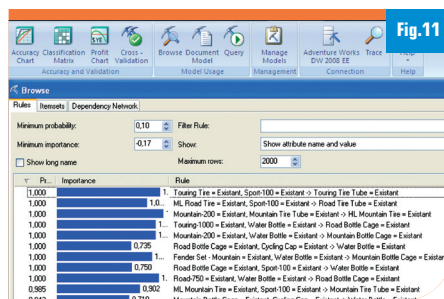 Fig.11
Accuracy Chart
Classification Matrix
Profit Chart
Cross - Validation
Browse
Document Model
Query
Manage Models
Adventure Works DW 2008 EE
Trace
Accuracy and Validation
Model Usage
Management
Connection
Help
Browse
Rules Itemsets Dependency Network
Minimum probability: 0,10 Filter Rule:
Minimum importance: -0,17 Show: Show attribute name and value
Show long name Maximum rows: 2000
Pr... Importance Rule
1,000 1. Touring Tire = Existant, Sport-100 = Existant -> Touring Tire Tube = Existant
1,000 1,0... ML Road Tire = Existant, Sport-100 = Existant -> Road Tire Tube = Existant
1,000 Mountain-200 = Existant, Mountain Tire Tube = Existant -> HL Mountain Tire = Existant
1,000 1. Touring-1000 = Existant, Water Bottle = Existant -> Road Bottle Cage = Existant
1,000 1... Mountain-200 = Existant, Water Bottle = Existant -> Mountain Bottle Cage = Existant
1,000 0,735 Road Bottle Cage = Existant, Cycling Cap = Existant -> Water Bottle = Existant
1,000 1... Fender Set - Mountain = Existant, Water Bottle = Existant -> Mountain Bottle Cage = Exista
1,000 0,750 Road Bottle Cage = Existant, Sport-100 = Existant -> Water Bottle = Existant
1,000 1. Road-750 = Existant, Water Bottle = Existant -> Road Bottle Cage = Existant
0,985 0,902 ML Mountain Tire = Existant, Sport-100 = Existant -> Mountain Tire Tube = Existant